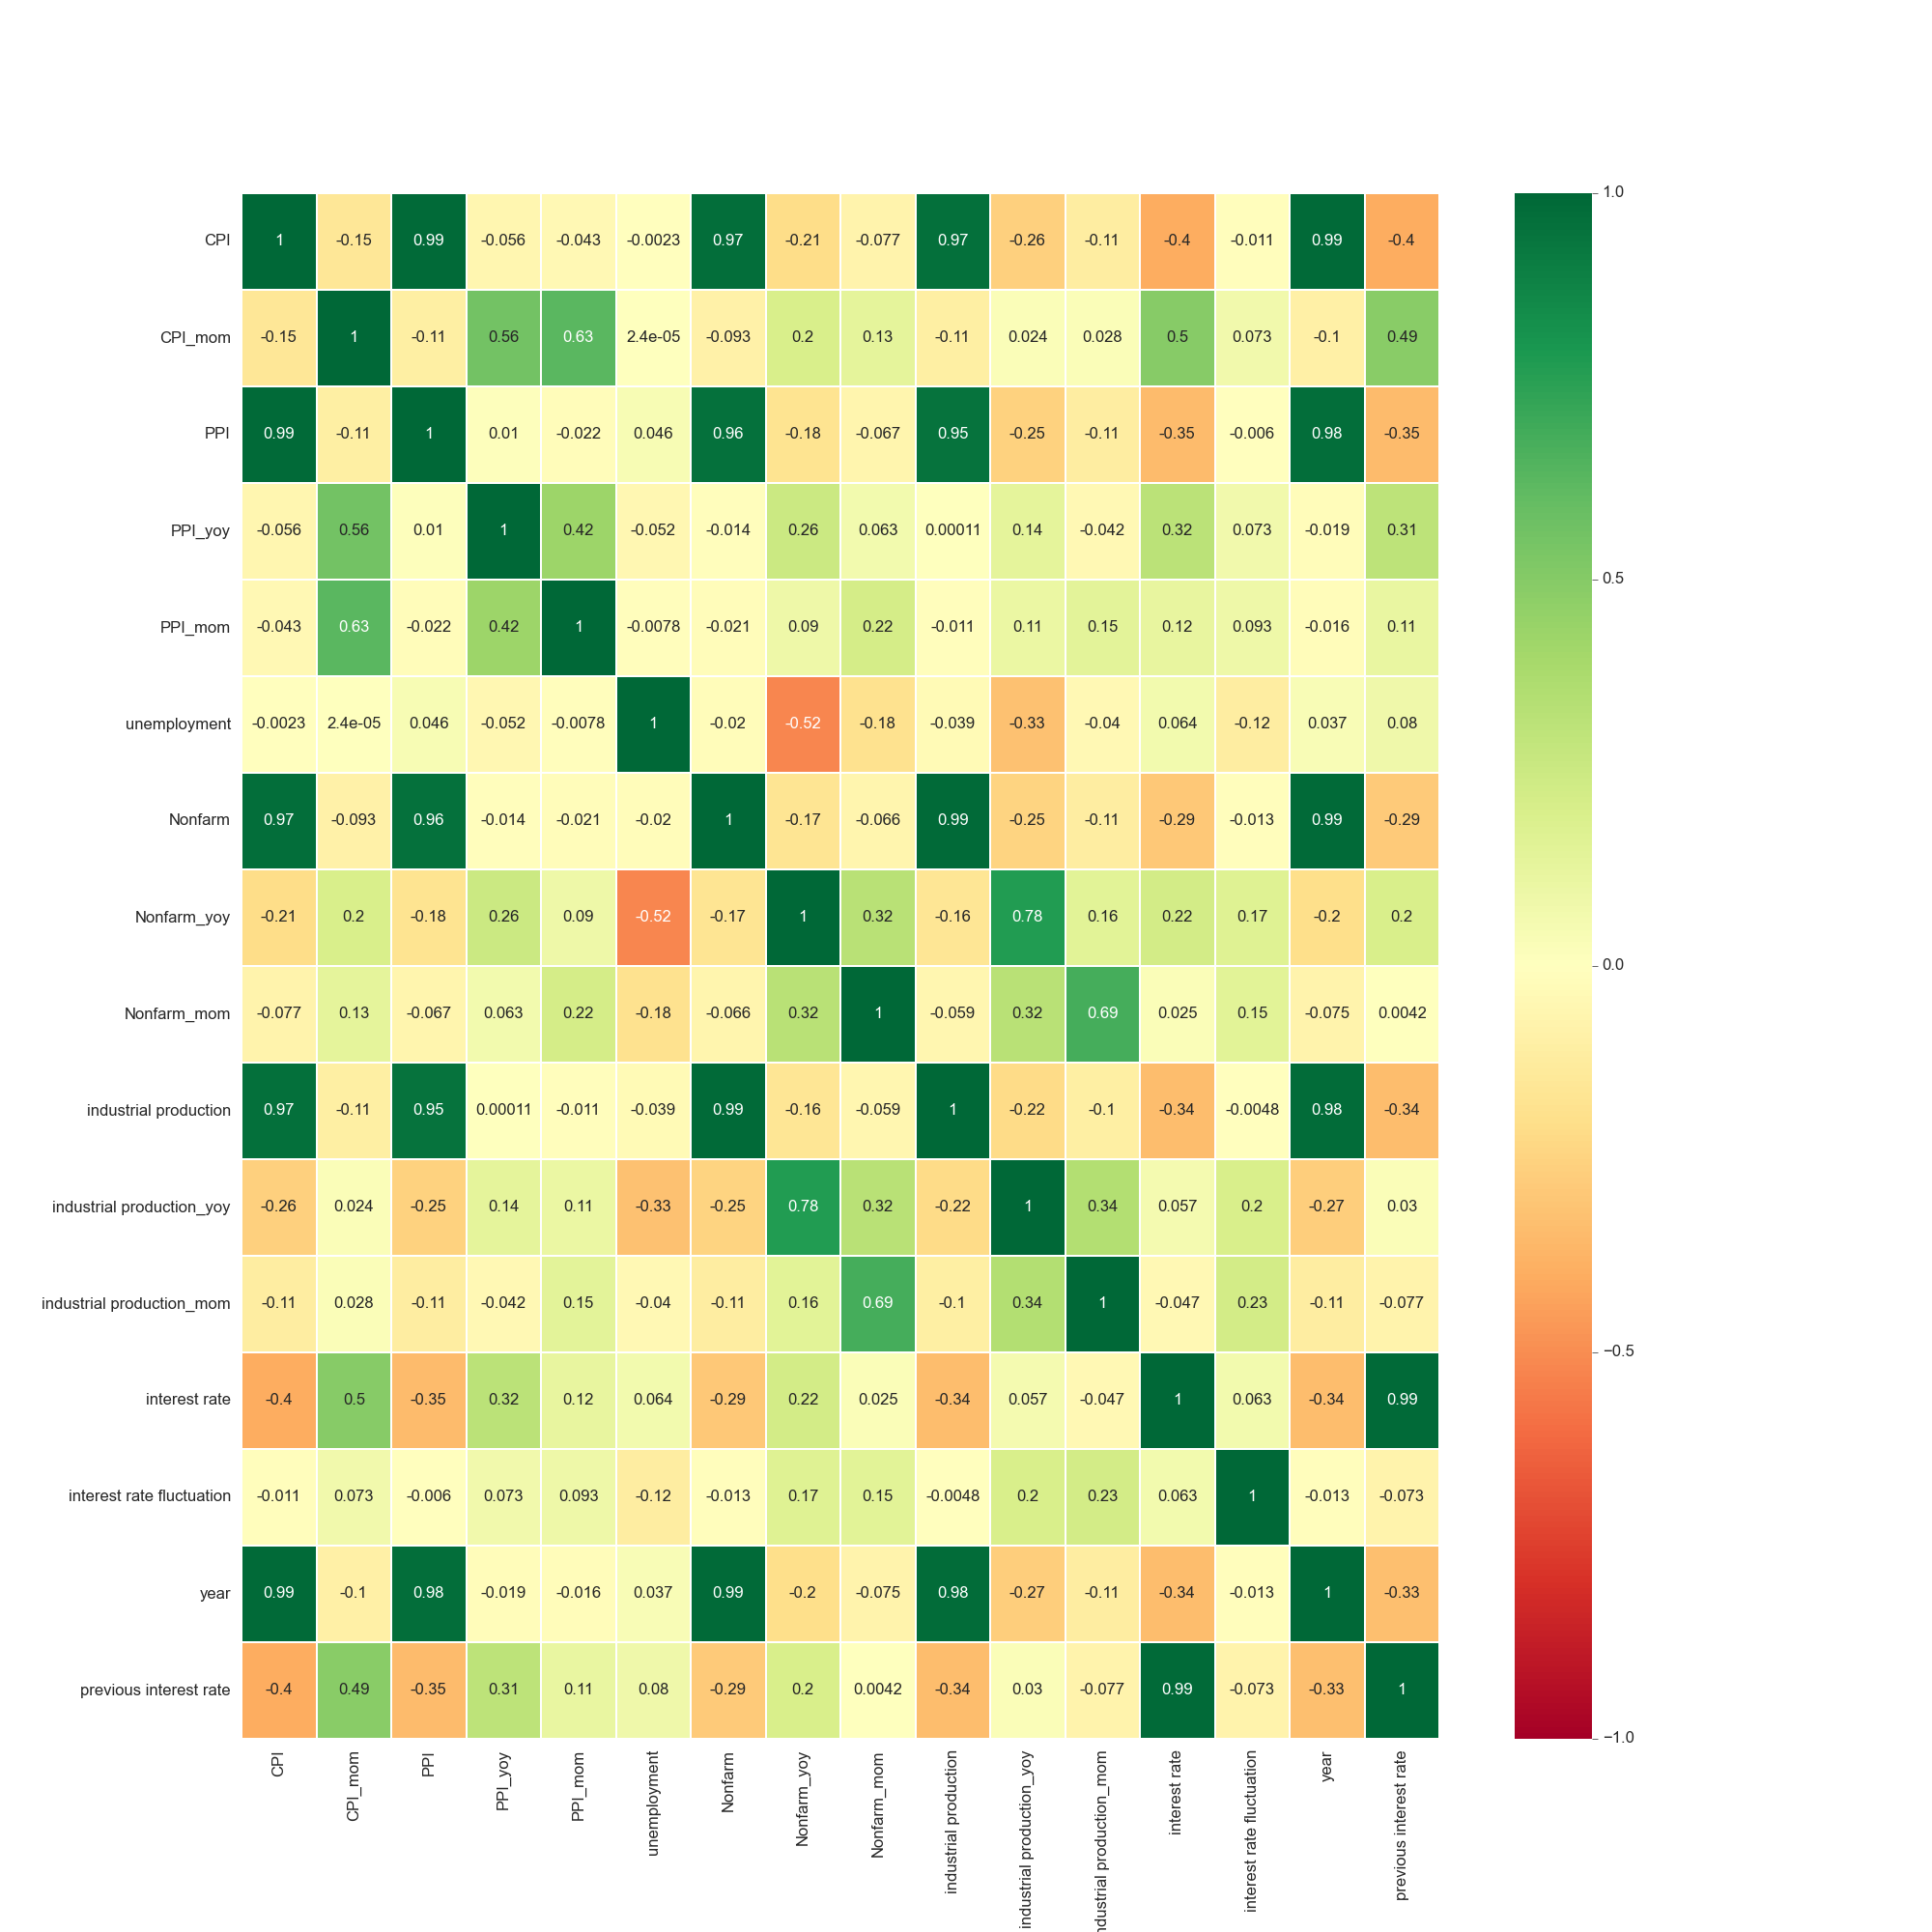 CPI 1 -0.15 0.99 -0.056 -0.043 -0.0023 0.97 -0.21 -0.077 0.97 -0.26 -0.11 -0.4 -0.011 0.99 -0.4
CPI_mom -0.15 1 -0.11 0.56 0.63 2.4e-05 -0.093 0.2 0.13 -0.11 0.024 0.028 0.5 0.073 -0.1 0.49
PPI 0.99 -0.11 1 0.01 -0.022 0.046 0.96 -0.18 -0.067 0.95 -0.25 -0.11 -0.35 -0.006 0.98 -0.35
PPI_yoy -0.056 0.56 0.01 1 0.42 -0.052 -0.014 0.26 0.063 0.00011 0.14 -0.042 0.32 0.073 -0.019 0.31
PPI_mom -0.043 0.63 -0.022 0.42 1 -0.0078 -0.021 0.09 0.22 -0.011 0.11 0.15 0.12 0.093 -0.016 0.11
unemployment -0.0023 2.4e-05 0.046 -0.052 -0.0078 1 -0.02 -0.52 -0.18 -0.039 -0.33 -0.04 0.064 -0.12 0.037 0.08
Nonfarm 0.97 -0.093 0.96 -0.014 -0.021 -0.02 1 -0.17 -0.066 0.99 -0.25 -0.11 -0.29 -0.013 0.99 -0.29
Nonfarm_yoy -0.21 0.2 -0.18 0.26 0.09 -0.52 -0.17 1 0.32 -0.16 0.78 0.16 0.22 0.17 -0.2 0.2
Nonfarm_mom -0.077 0.13 -0.067 0.063 0.22 -0.18 -0.066 0.32 1 -0.059 0.32 0.69 0.025 0.15 -0.075 0.0042
industrial production 0.97 -0.11 0.95 0.00011 -0.011 -0.039 0.99 -0.16 -0.059 1 -0.22 -0.1 -0.34 -0.0048 0.98 -0.34
industrial production_yoy -0.26 0.024 -0.25 0.14 0.11 -0.33 -0.25 0.78 0.32 -0.22 1 0.34 0.057 0.2 -0.27 0.03
industrial production_mom -0.11 0.028 -0.11 -0.042 0.15 -0.04 -0.11 0.16 0.69 -0.1 0.34 1 -0.047 0.23 -0.11 -0.077
interest rate -0.4 0.5 -0.35 0.32 0.12 0.064 -0.29 0.22 0.025 -0.34 0.057 -0.047 1 0.063 -0.34 0.99
interest rate fluctuation -0.011 0.073 -0.006 0.073 0.093 -0.12 -0.013 0.17 0.15 -0.0048 0.2 0.23 0.063 1 -0.013 -0.073
year 0.99 -0.1 0.98 -0.019 -0.016 0.037 0.99 -0.2 -0.075 0.98 -0.27 -0.11 -0.34 -0.013 1 -0.33
previous interest rate -0.4 0.49 -0.35 0.31 0.11 0.08 -0.29 0.2 0.0042 -0.34 0.03 -0.077 0.99 -0.073 -0.33 1
CPI
CPI_mom
PPI
PPI_yoy
PPI_mom
unemployment
Nonfarm
Nonfarm_yoy
Nonfarm_mom
industrial production
industrial production_yoy
ndustrial production_mom
interest rate
interest rate fluctuation
year
previous interest rate
1.0
0.5
0.0
−0.5
−1.0